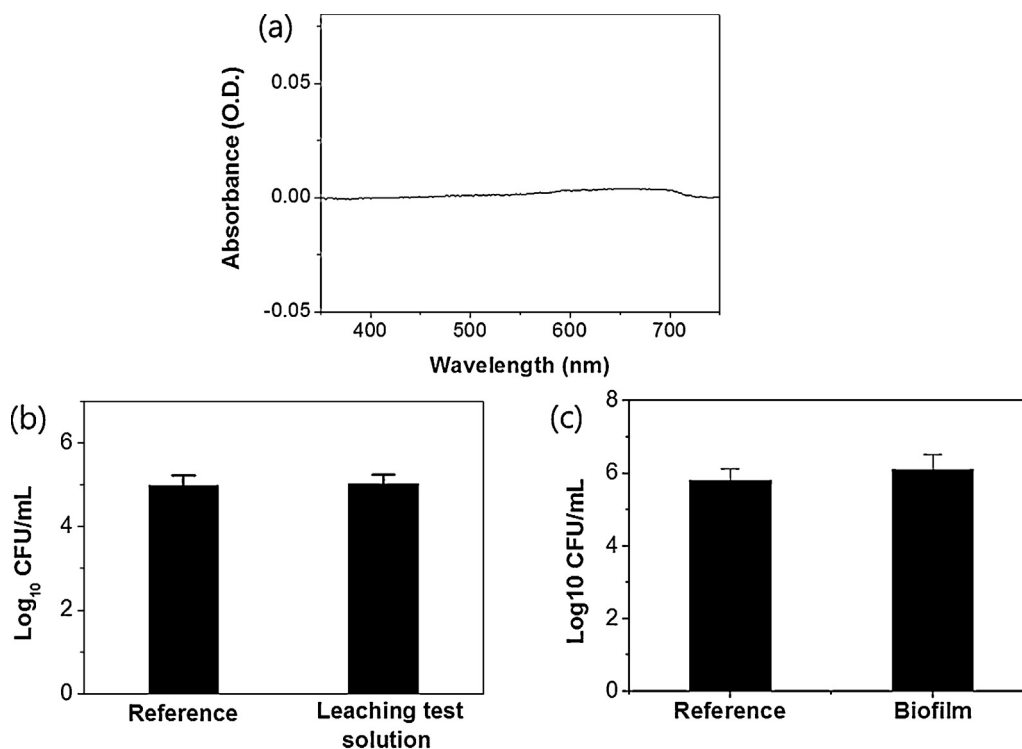 (a)
Absorbance (O.D.)
0.05
0.00
-0.05
400 500 600 700
Wavelength (nm)
(b)
Log10 CFU/mL
6
4
2
0
Reference
Leaching test
solution
(c)
Log10 CFU/mL
8
6
4
2
0
Reference
Biofilm